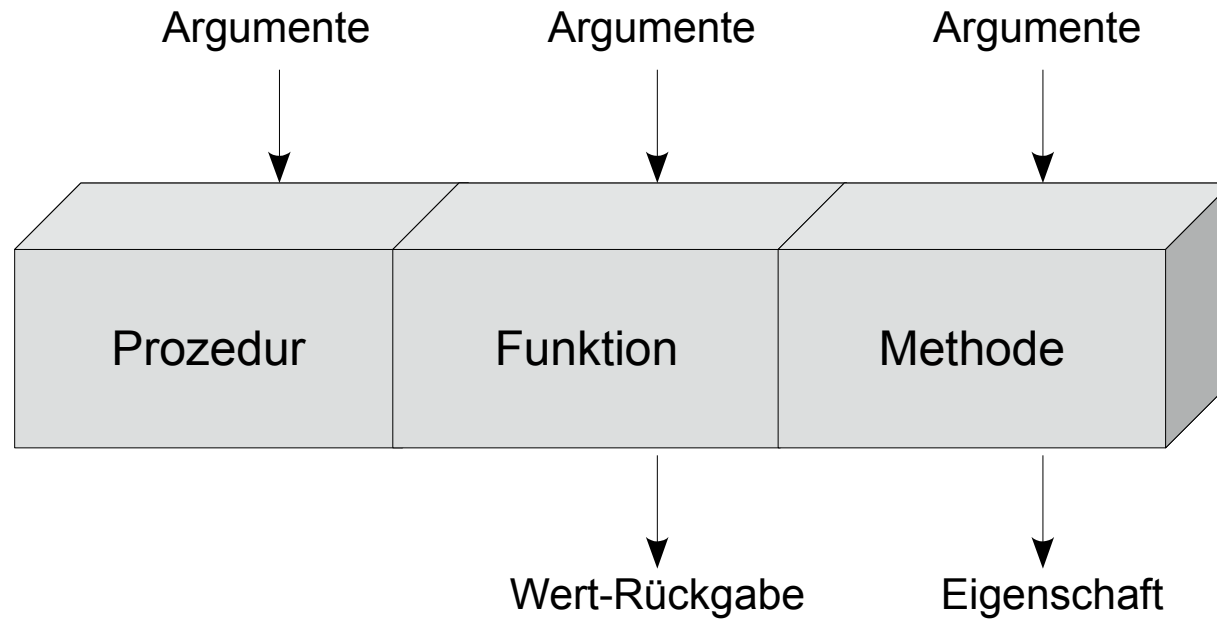 Argumente Argumente Argumente
Prozedur Funktion Methode
Wert-Rückgabe Eigenschaft